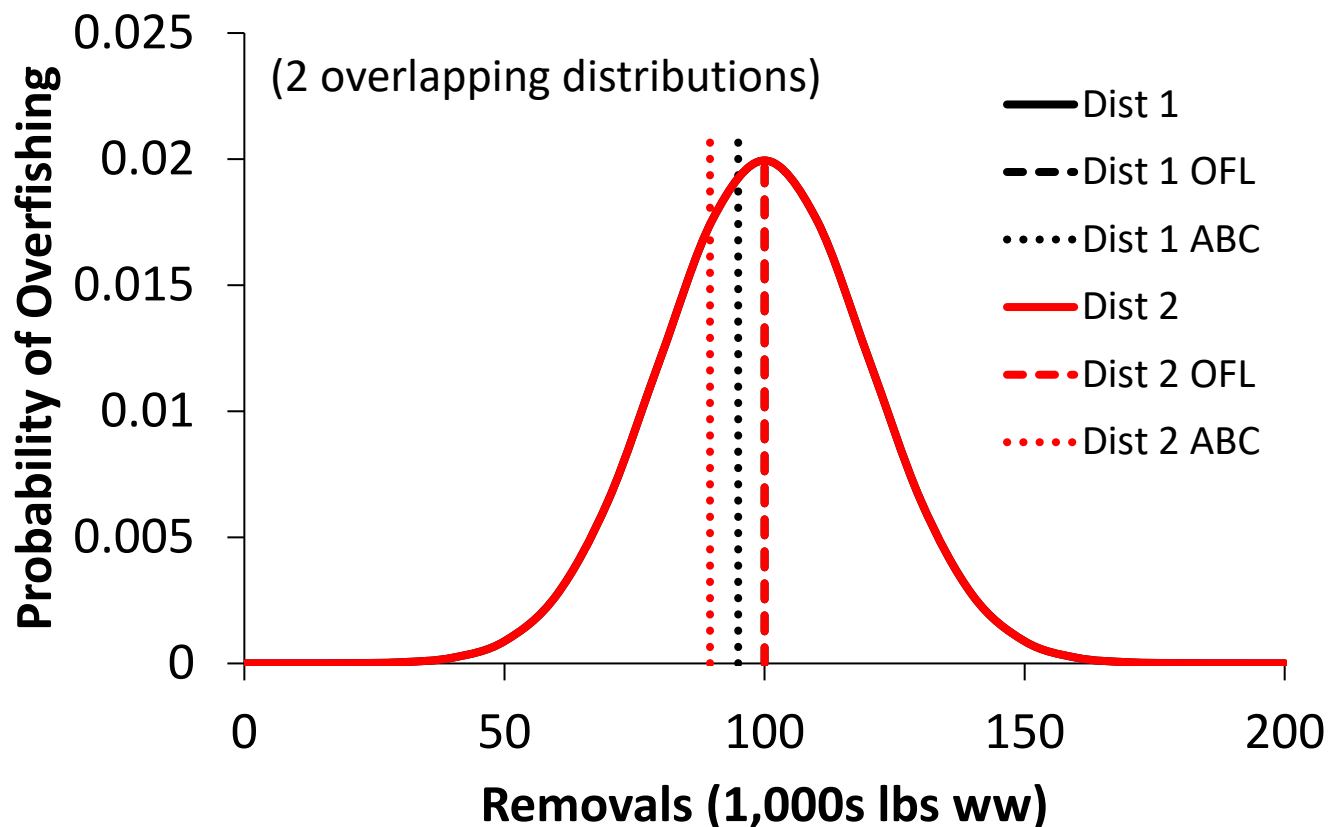 0.025
0.02
0.015
0.01
0.005
0
Probability of Overfishing
(2 overlapping distributions)
Dist 1
Dist 1 OFL
Dist 1 ABC
Dist 2
Dist 2 OFL
Dist 2 ABC
0 50 100 150 200
Removals (1,000s lbs ww)